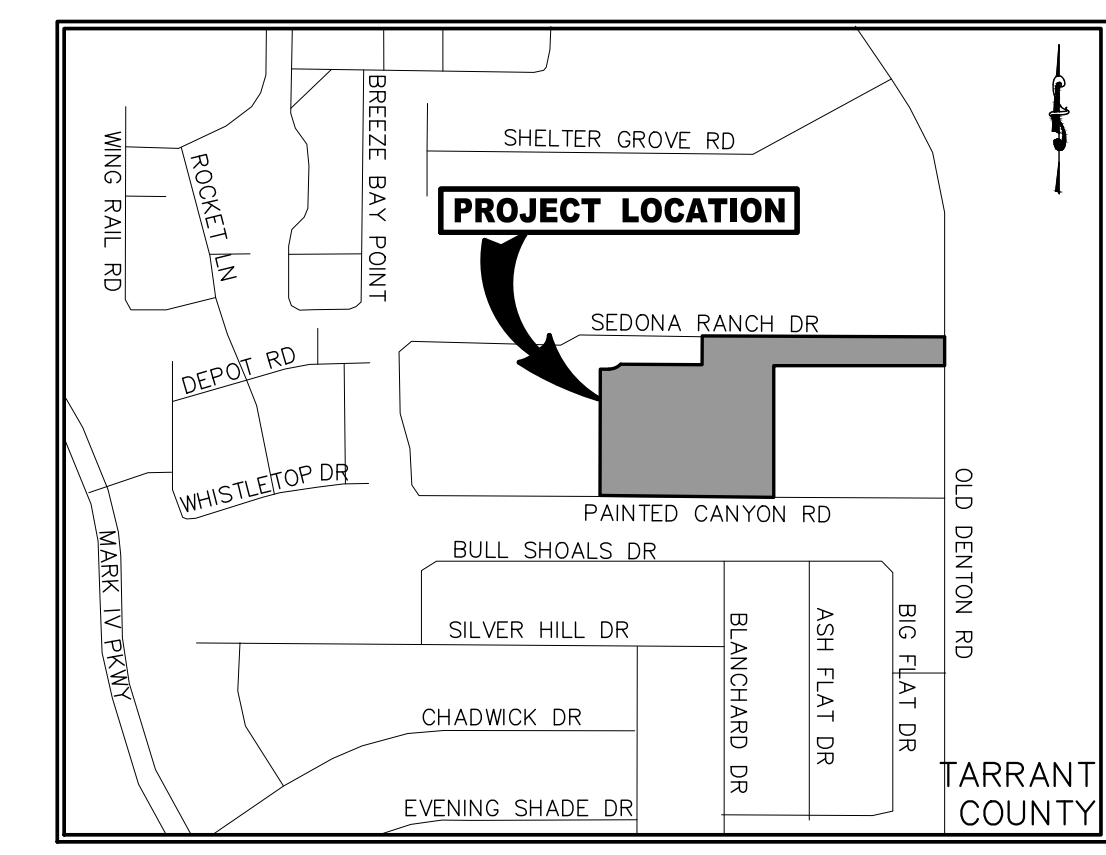 BREEZE BAY POINT
SHELTER GROVE RD
WING RAIL RD
ROCKET LN
PROJECT LOCATION
SEDONA RANCH DR
DEPOT RD
WHISTLETOP DR
PAINTED CANYON RD
OLD DENTON RD
MARK IV PKWY
BULL SHOALS DR
SILVER HILL DR
BLANCHARD DR
ASH FLAT DR
BIG FLAT DR
CHADWICK DR
EVENING SHADE DR
TARRANT
COUNTY